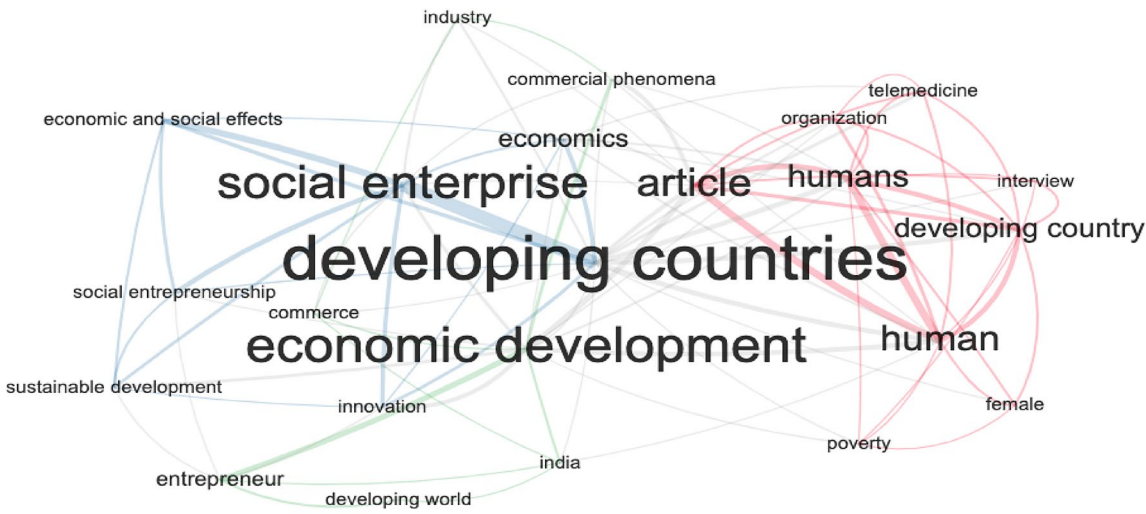 industry
commercial phenomena
telemedicine
economic and social effects
organization
economics
social enterprise
article
humans
interview
developing country
developing countries
social entrepreneurship
commerce
economic development
human
sustainable development
innovation
female
poverty
india
entrepreneur
developing world